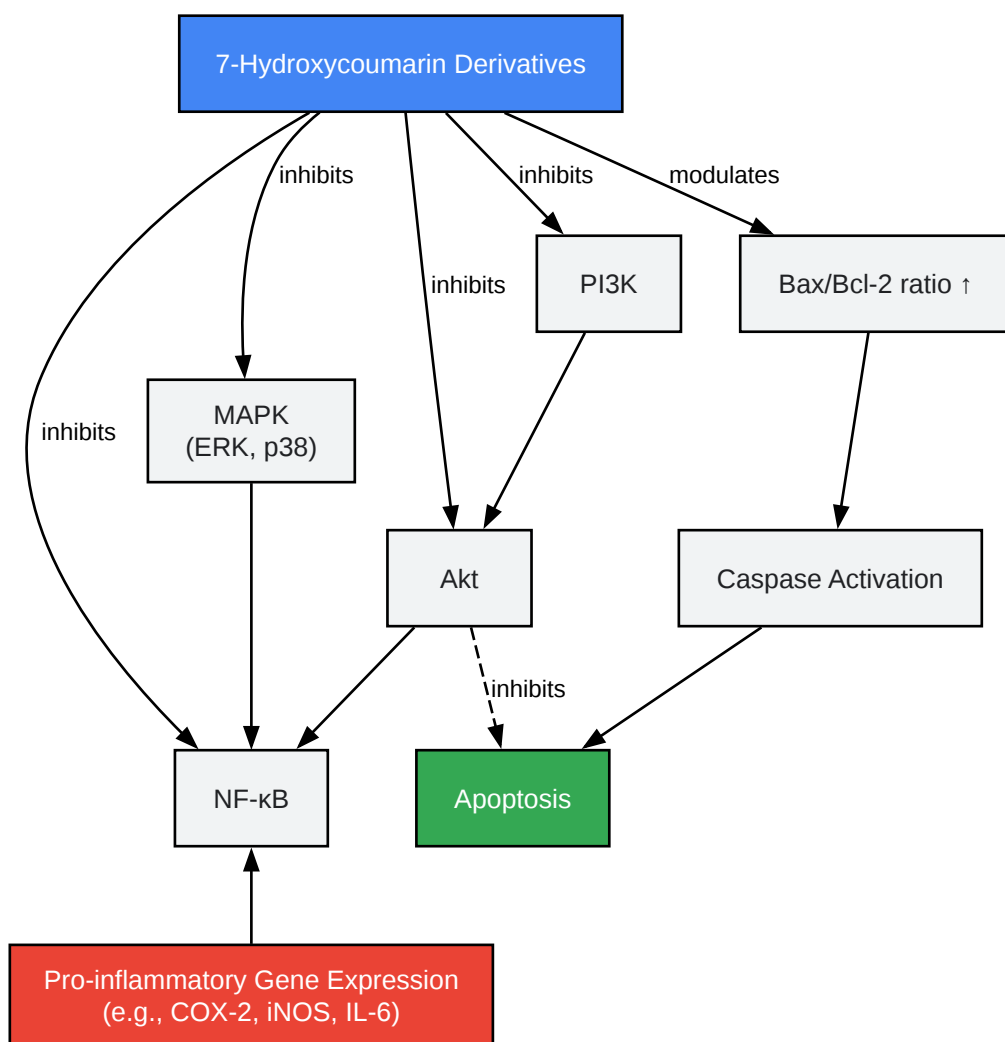 7-Hydroxycoumarin Derivatives
inhibits
inhibits
modulates
inhibits
PI3K
Bax/Bcl-2 ratio ↑
MAPK
(ERK, p38)
inhibits
Akt
Caspase Activation
inhibits
NF-κB
Apoptosis
Pro-inflammatory Gene Expression
(e.g., COX-2, iNOS, IL-6)